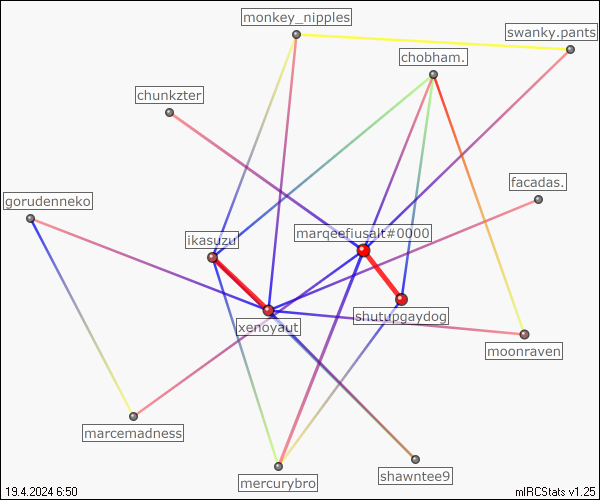 monkey_nipples
swanky.pants
chobham.
chunkzter
facadas.
gorudenneko
ikasuzu
marqeefiusalt#0000
xenoyaut
shutupgaydog
moonraven
marcemadness
mercurybro
shawntee9
19.4.2024 6:50
mIRCStats v1.25